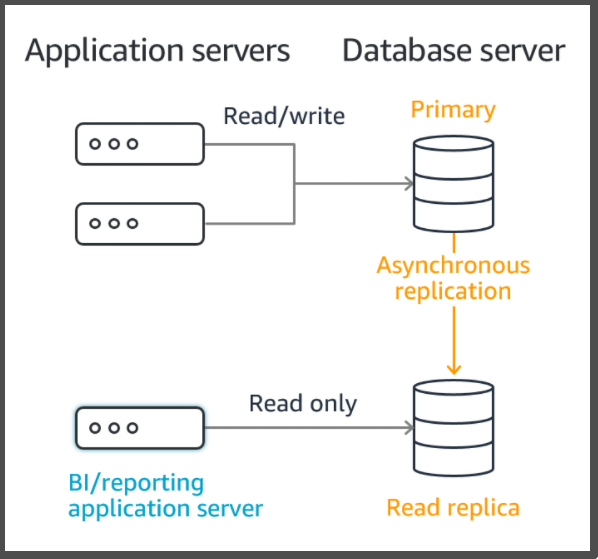 Application servers
Database server
Read/write
Primary
Asynchronous
replication
Read only
BI/reporting
application server
Read replica